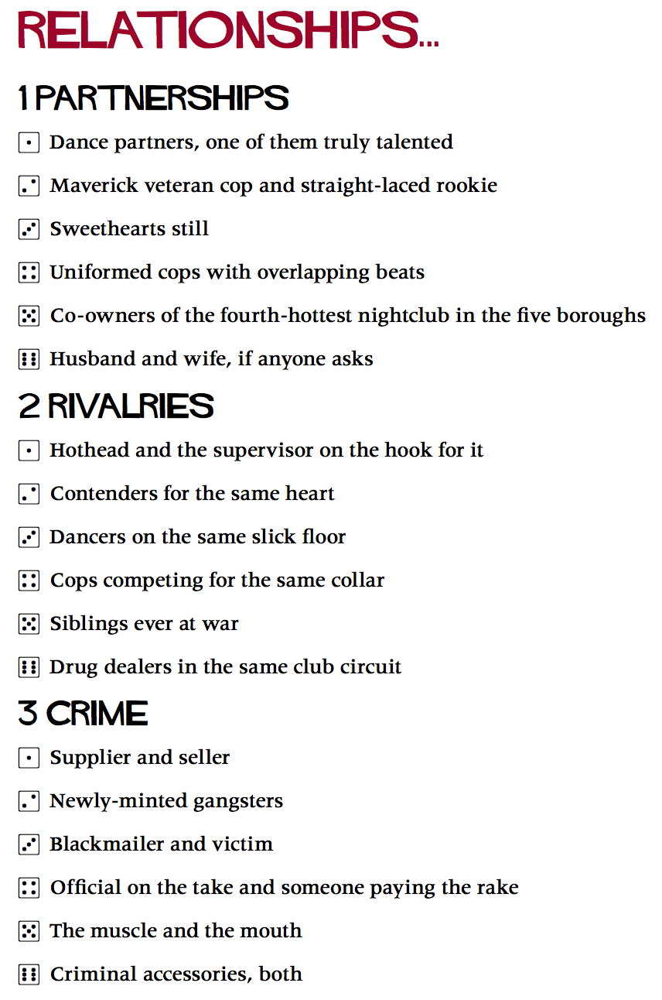 RELATIONSHIPS...
1 PARTNERSHIPS
Dance partners, one of them truly talented
Maverick veteran cop and straight-laced rookie
Sweethearts still
Uniformed cops with overlapping beats
Co-owners of the fourth-hottest nightclub in the five boroughs
Husband and wife, if anyone asks
2 RIVALRIES
Hothead and the supervisor on the hook for it
Contenders for the same heart
Dancers on the same slick floor
Cops competing for the same collar
Siblings ever at war
Drug dealers in the same club circuit
3 CRIME
Supplier and seller
Newly-minted gangsters
Blackmailer and victim
Official on the take and someone paying the rake
The muscle and the mouth
Criminal accessories, both